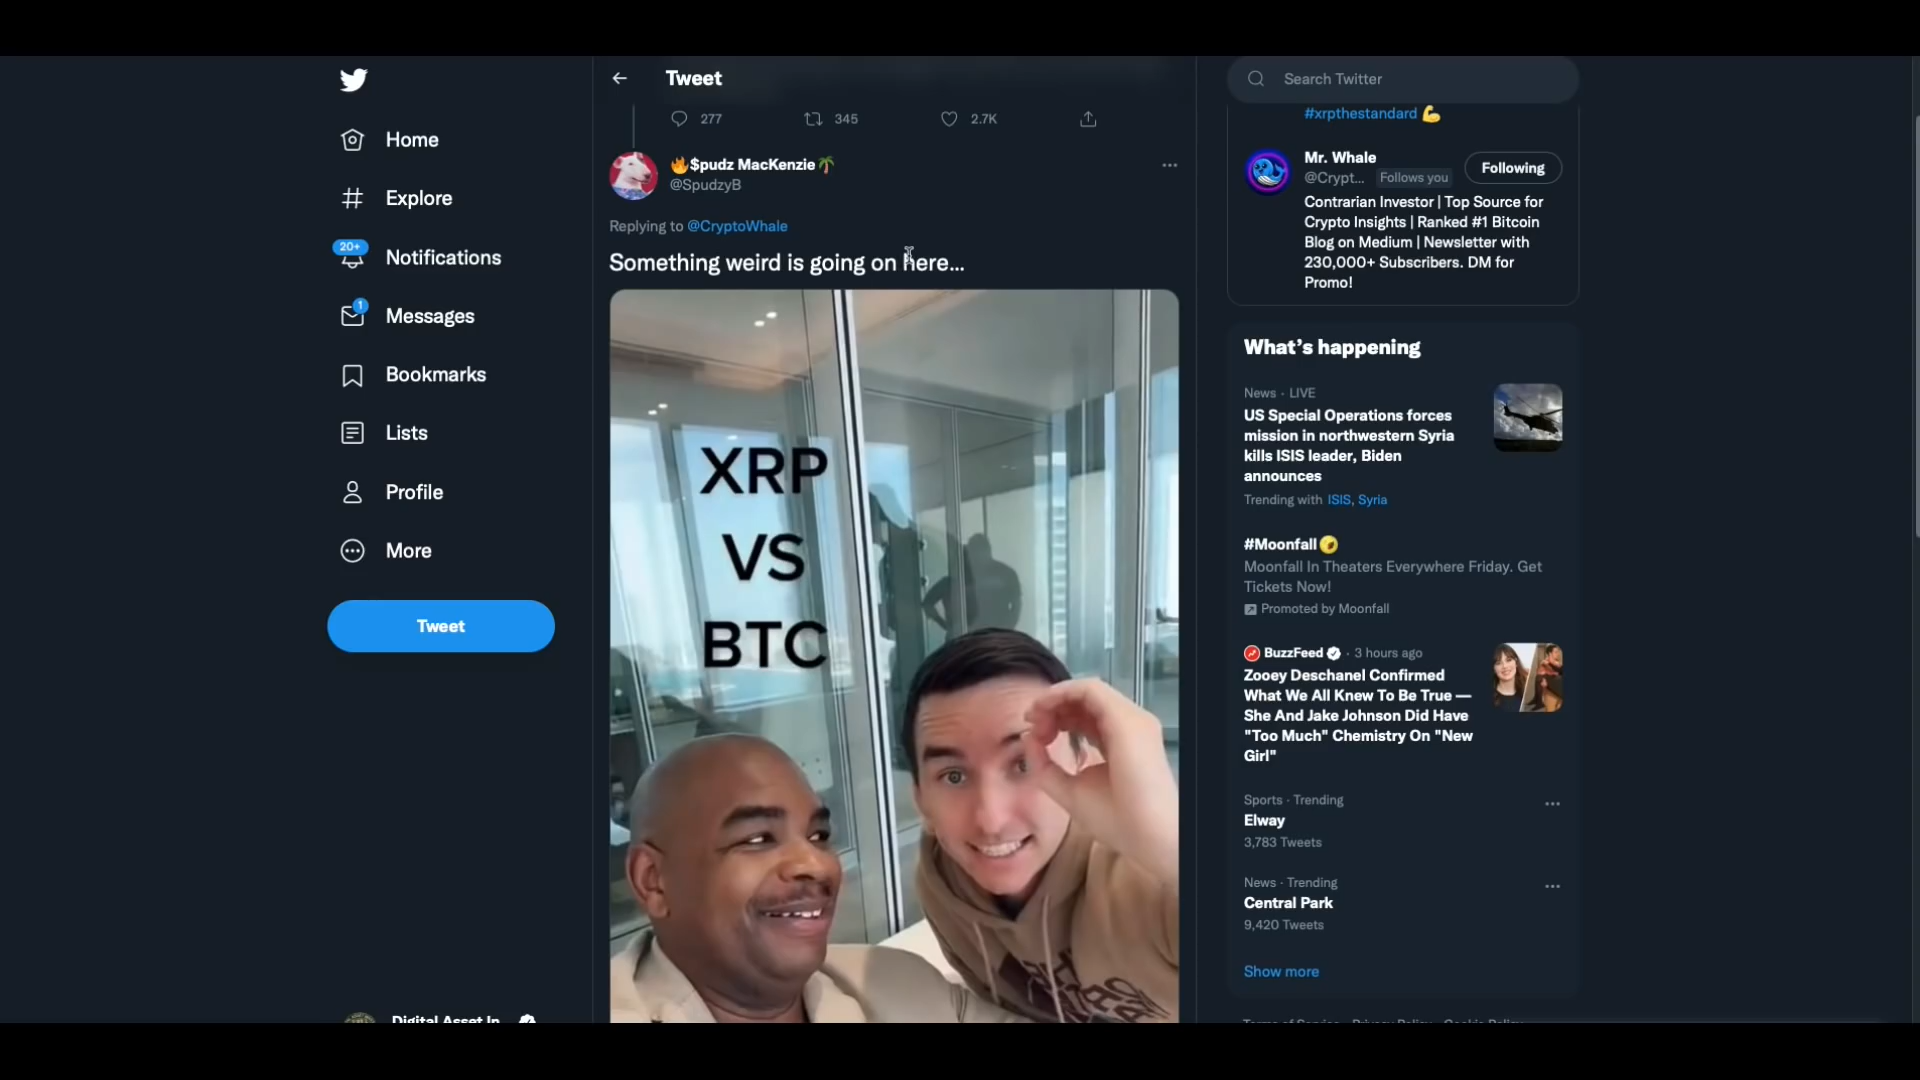 Home
Explore
20+
Notifications
1
Messages
Bookmarks
Lists
Profile
More
Tweet
Digital Asset In
Tweet
277
345
2.7K
$pudz MacKenzie
@SpudzyB
Replying to @CryptoWhale
Something weird is going on here...
XRP
VS
BTC
Search Twitter
#xrpthestandard
Mr. Whale
@Crypt... Follows you
Following
Contrarian Investor | Top Source for
Crypto Insights | Ranked #1 Bitcoin
Blog on Medium | Newsletter with
230,000+ Subscribers. DM for
Promo!
What's happening
News · LIVE
US Special Operations forces
mission in northwestern Syria
kills ISIS leader, Biden
announces
Trending with ISIS, Syria
#Moonfall
Moonfall In Theaters Everywhere Friday. Get
Tickets Now!
Promoted by Moonfall
BuzzFeed · 3 hours ago
Zooey Deschanel Confirmed
What We All Knew To Be True —
She And Jake Johnson Did Have
"Too Much" Chemistry On "New
Girl"
Sports · Trending
Elway
3,783 Tweets
News · Trending
Central Park
9,420 Tweets
Show more
Terms of Service Privacy Policy Cookie Policy